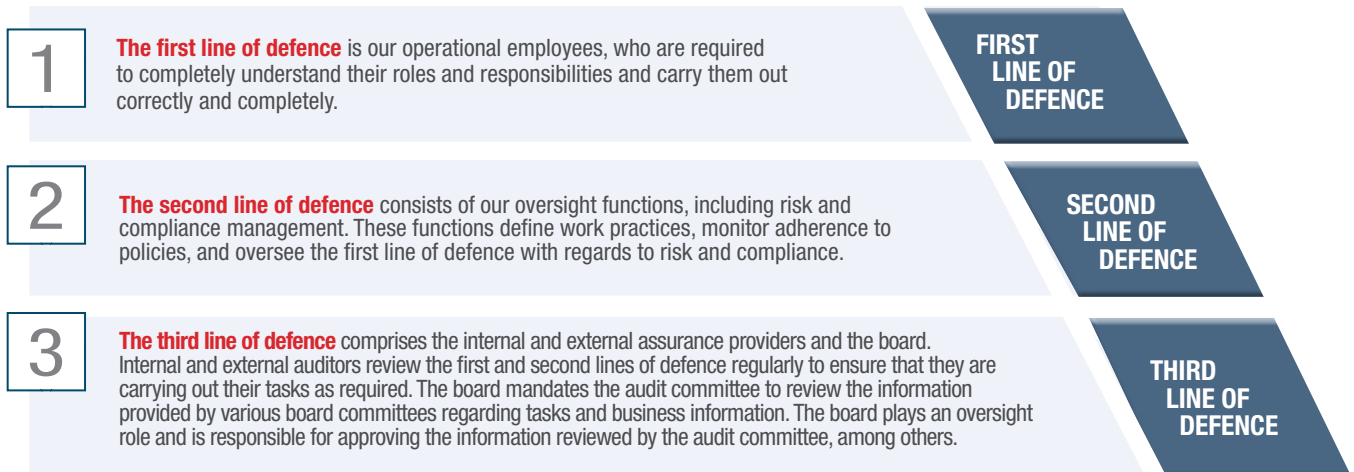 1
The first line of defence is our operational employees, who are required
to completely understand their roles and responsibilities and carry them out
correctly and completely.
FIRST
LINE OF
DEFENCE
2
The second line of defence consists of our oversight functions, including risk and
compliance management. These functions define work practices, monitor adherence to
policies, and oversee the first line of defence with regards to risk and compliance.
SECOND
LINE OF
DEFENCE
3
The third line of defence comprises the internal and external assurance providers and the board.
Internal and external auditors review the first and second lines of defence regularly to ensure that they are
carrying out their tasks as required. The board mandates the audit committee to review the information
provided by various board committees regarding tasks and business information. The board plays an oversight
role and is responsible for approving the information reviewed by the audit committee, among others.
THIRD
LINE OF
DEFENCE